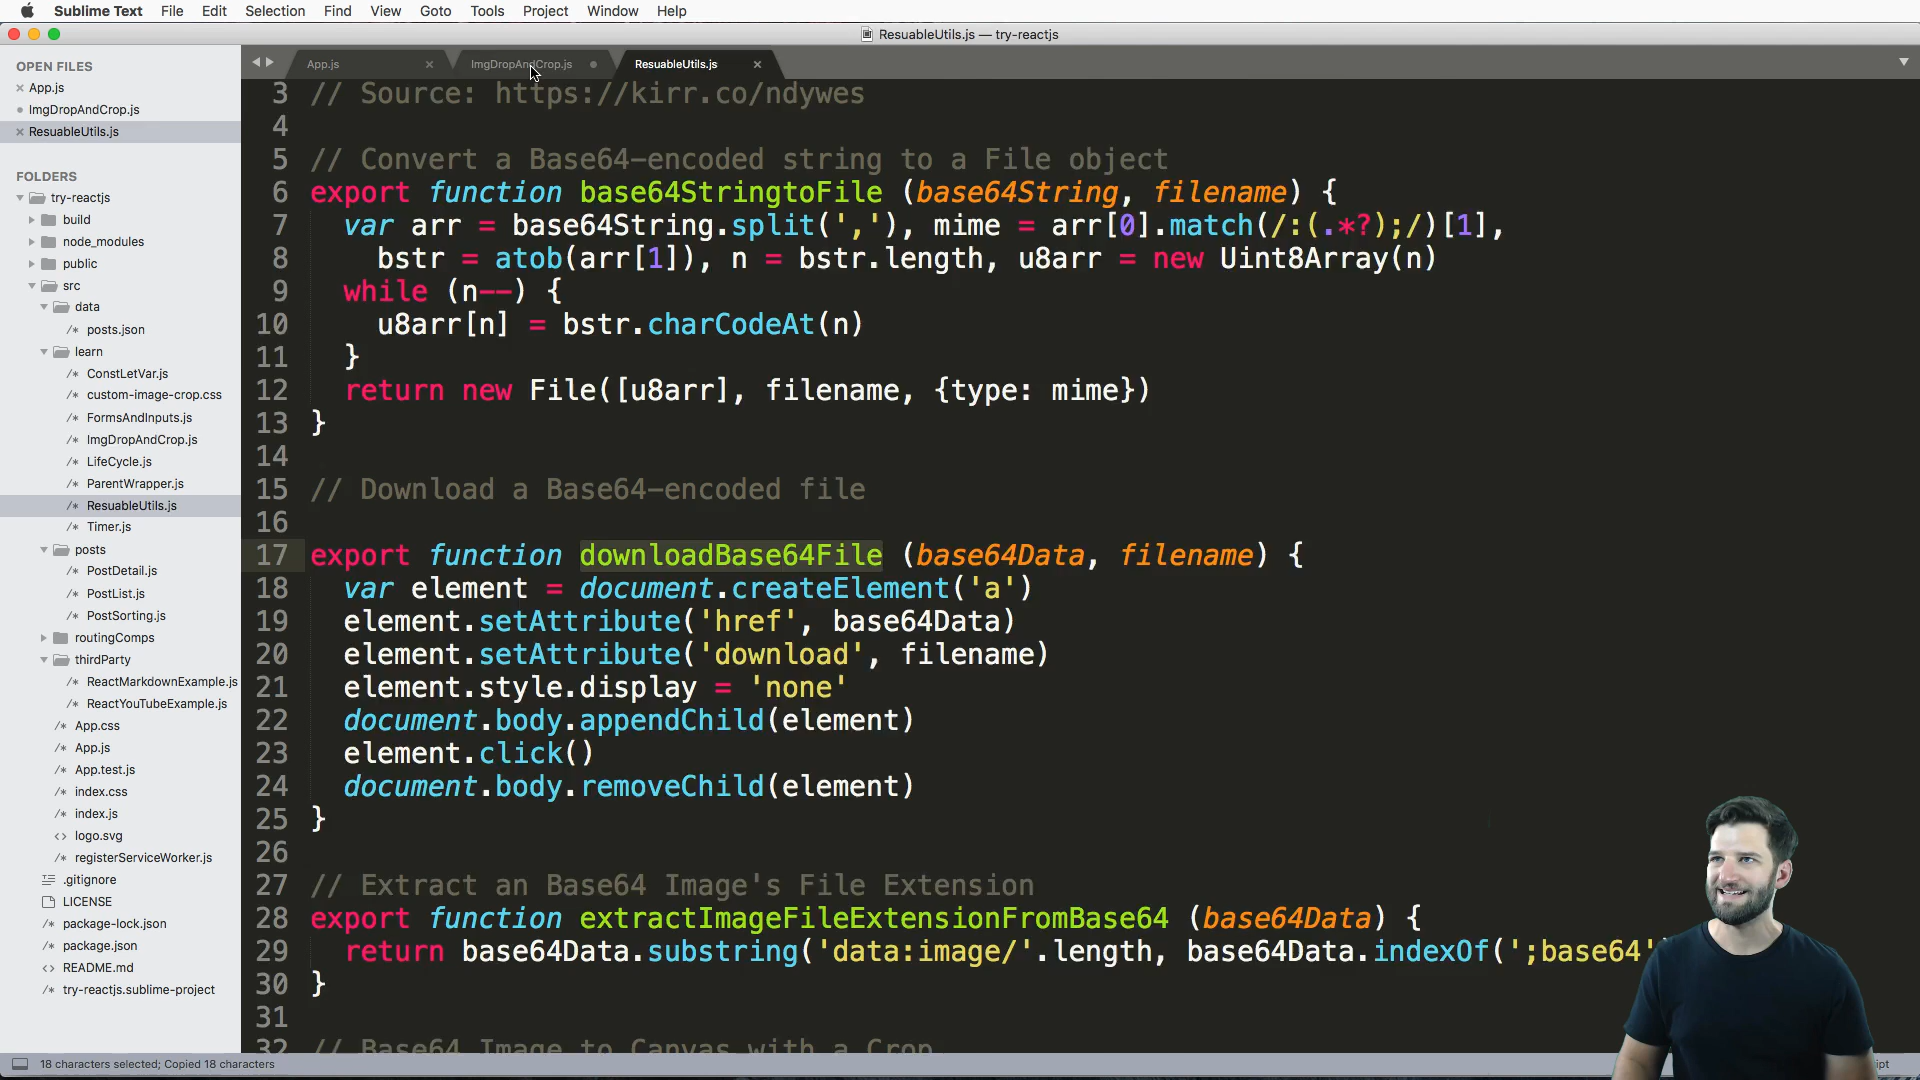 Sublime Text File Edit Selection Find View Goto Tools Project Window Help
ResuableUtils.js — try-reactjs
OPEN FILES
App.js
ImgDropAndCrop.js
ResuableUtils.js
FOLDERS
try-reactjs
build
node_modules
public
src
data
posts.json
learn
ConstLetVar.js
custom-image-crop.css
FormsAndInputs.js
ImgDropAndCrop.js
LifeCycle.js
ParentWrapper.js
ResuableUtils.js
Timer.js
posts
PostDetail.js
PostList.js
PostSorting.js
routingComps
thirdParty
ReactMarkdownExample.js
ReactYouTubeExample.js
App.css
App.js
App.test.js
index.css
index.js
logo.svg
registerServiceWorker.js
.gitignore
LICENSE
package-lock.json
package.json
README.md
try-reactjs.sublime-project
App.js ImgDropAndCrop.js ResuableUtils.js
3 // Source: https://kirr.co/ndywes
4
5 // Convert a Base64-encoded string to a File object
6 export function base64StringtoFile (base64String, filename) {
7 var arr = base64String.split(','), mime = arr[0].match(/:(.*?);/)[1],
8 bstr = atob(arr[1]), n = bstr.length, u8arr = new Uint8Array(n)
9 while (n--) {
10 u8arr[n] = bstr.charCodeAt(n)
11 }
12 return new File([u8arr], filename, {type: mime})
13 }
14
15 // Download a Base64-encoded file
16
17 export function downloadBase64File (base64Data, filename) {
18 var element = document.createElement('a')
19 element.setAttribute('href', base64Data)
20 element.setAttribute('download', filename)
21 element.style.display = 'none'
22 document.body.appendChild(element)
23 element.click()
24 document.body.removeChild(element)
25 }
26
27 // Extract an Base64 Image's File Extension
28 export function extractImageFileExtensionFromBase64 (base64Data) {
29 return base64Data.substring('data:image/'.length, base64Data.indexOf(';base64'
30 }
31
32 // Base64 Image to Canvas with a Crop
18 characters selected; Copied 18 characters